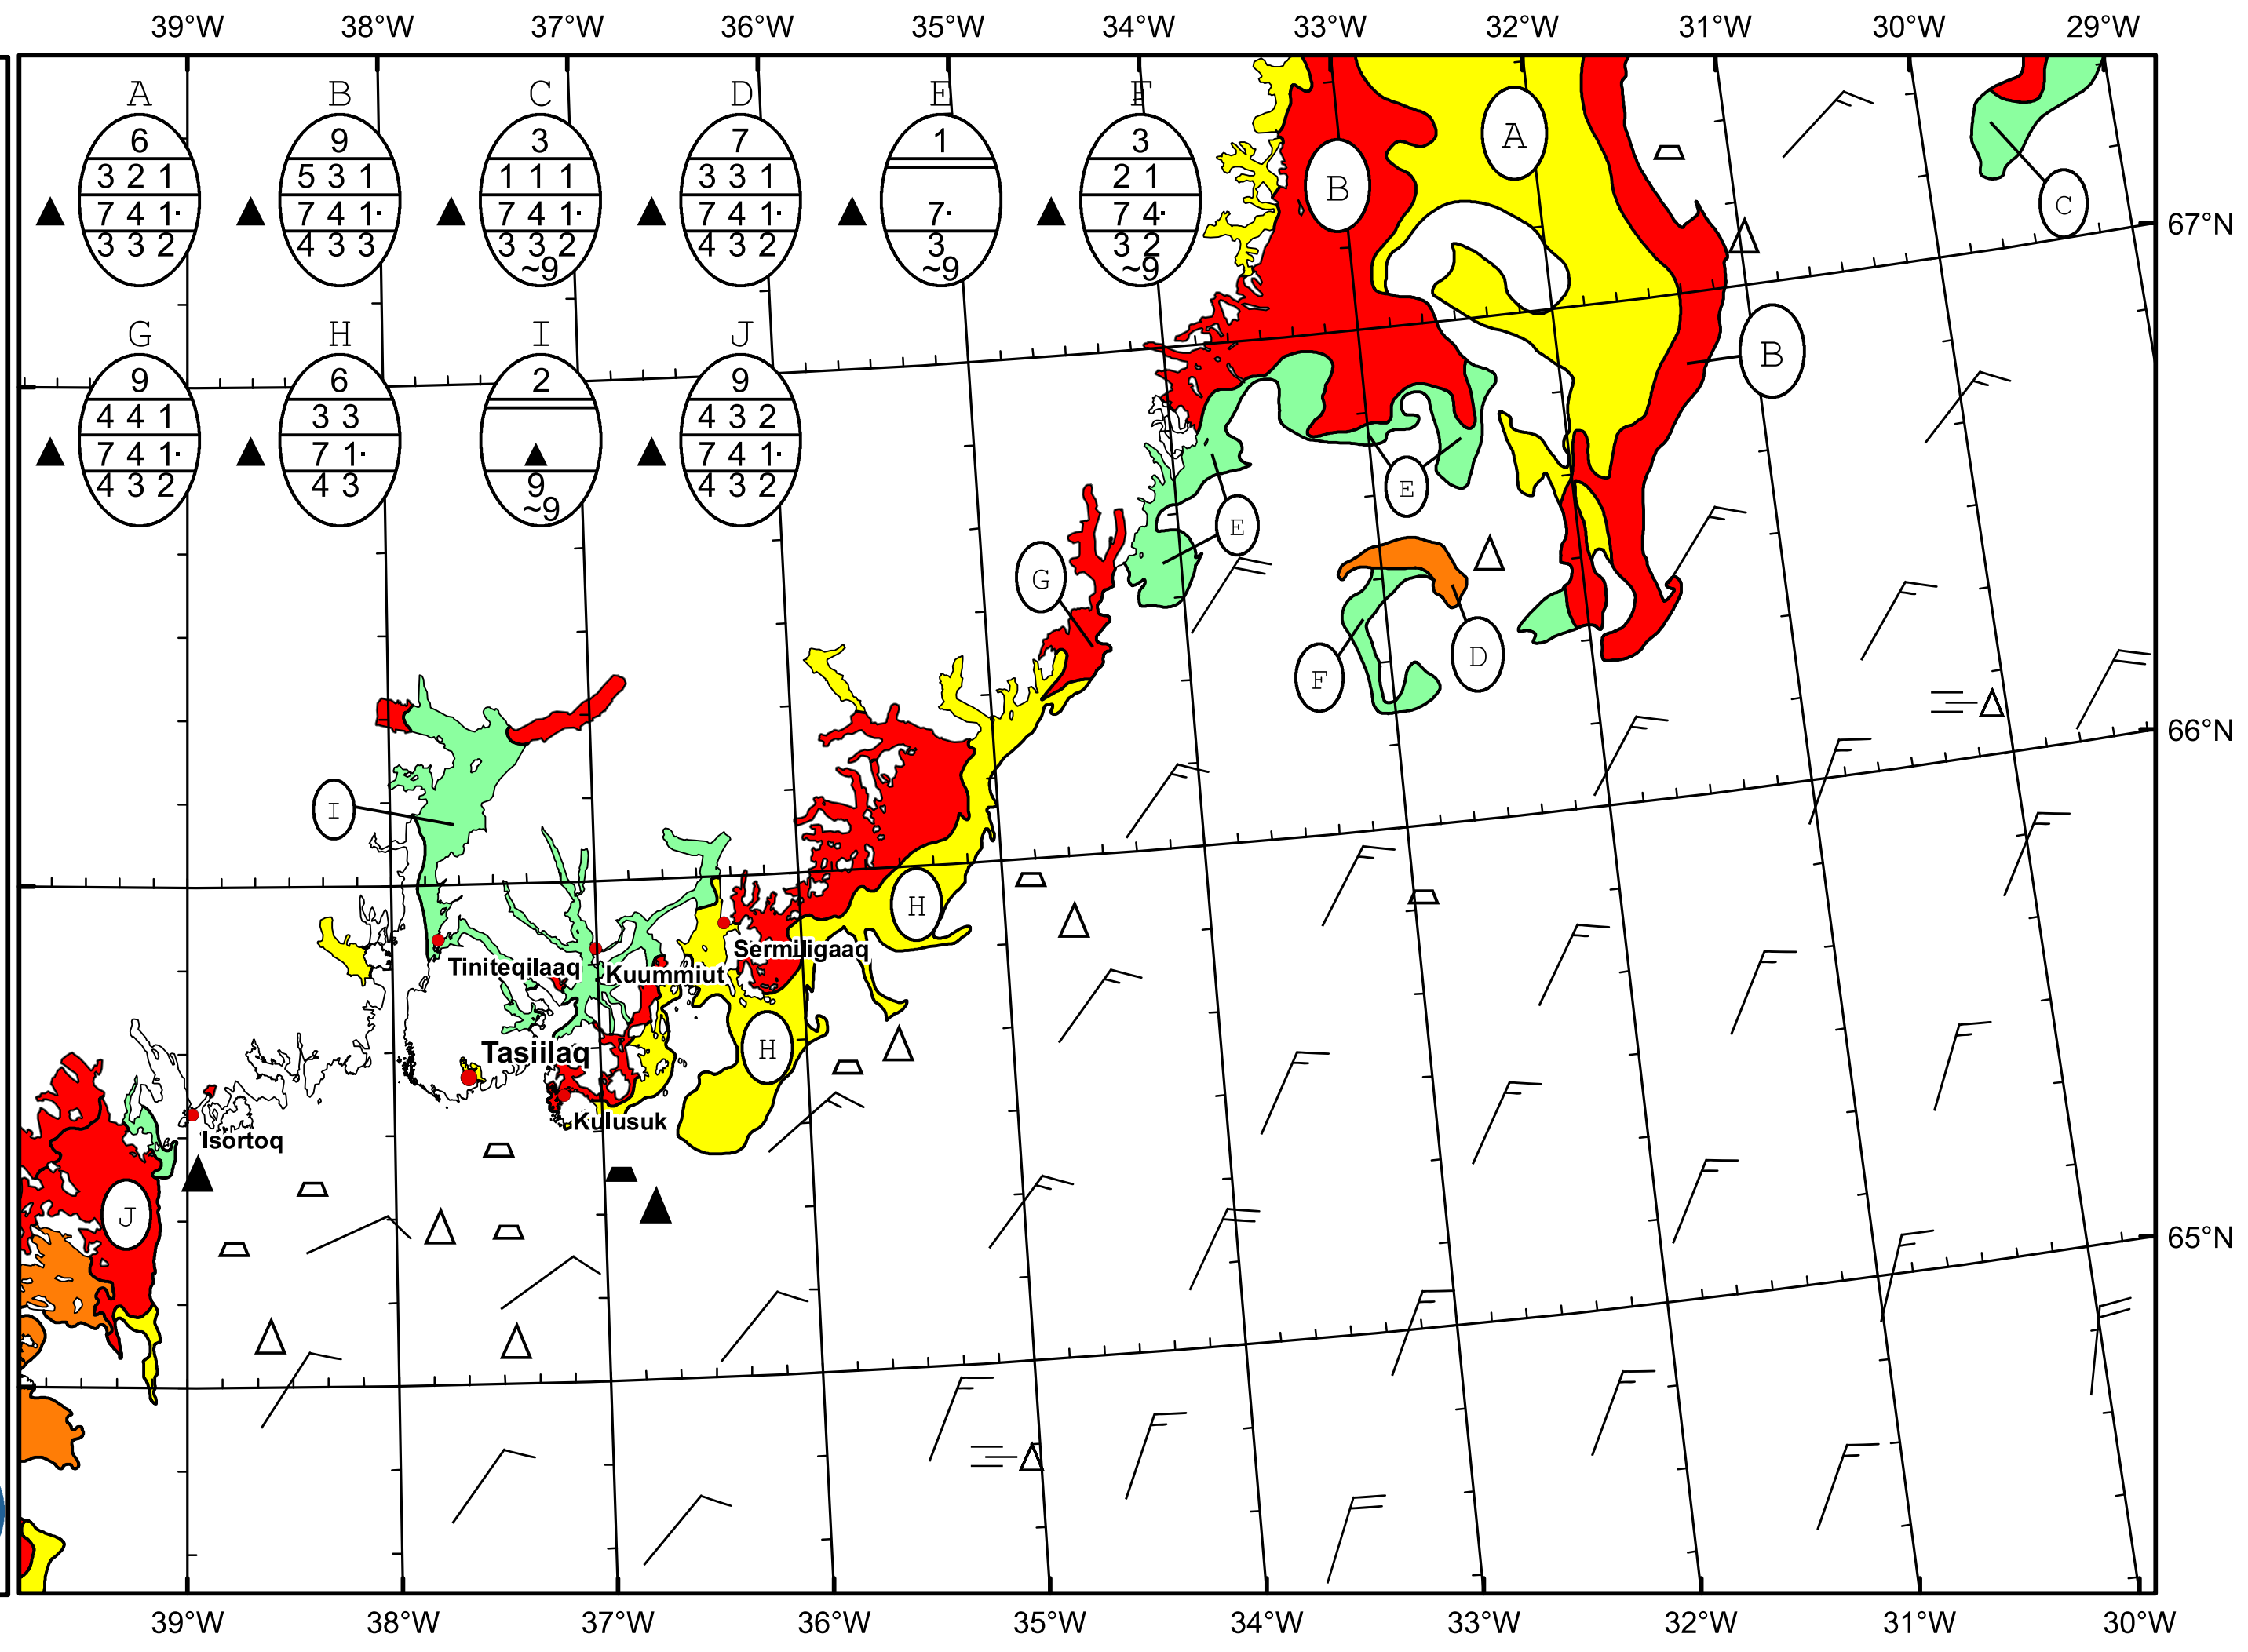 39°W 38°W 37°W 36°W 35°W 34°W 33°W 32°W 31°W 30°W 29°W
A B C D E F
6 9 3 7 1 3
3 2 1 5 3 1 1 1 1 3 3 1 2 1
7 4 1· 7 4 1· 7 4 1· 7 4 1· 7· 7 4·
3 3 2 4 3 3 3 3 2 4 3 2 3 3 2
~9 ~9 ~9
G H I J
9 6 2 9
4 4 1 3 3 4 3 2
7 4 1· 7 1· 7 4 1·
4 3 2 4 3 9 4 3 2
~9
A
B
C
67°N
B
E
E
G
D
F
66°N
I
H
Sermiligaaq
Tiniteqilaaq
Kuummiut
H
Tasiilaq
Kulusuk
Isortoq
J
65°N
39°W 38°W 37°W 36°W 35°W 34°W 33°W 32°W 31°W 30°W